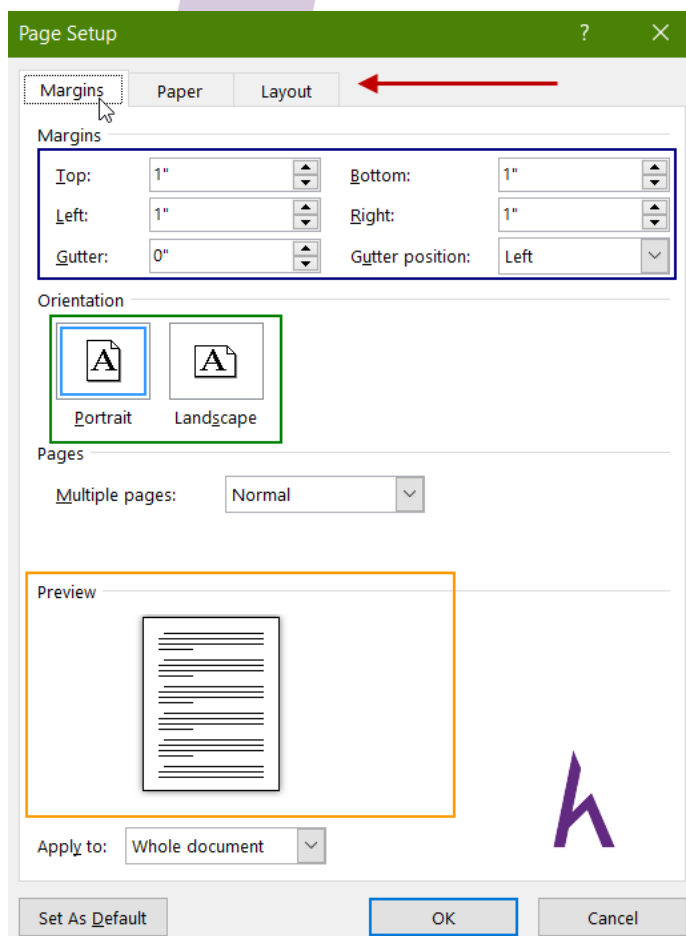 Page Setup ? ×
Margins Paper Layout
Margins
Top: 1" Bottom: 1"
Left: 1" Right: 1"
Gutter: 0" Gutter position: Left
Orientation
A A
Portrait Landscape
Pages
Multiple pages: Normal
Preview
h
Apply to: Whole document
Set As Default OK Cancel